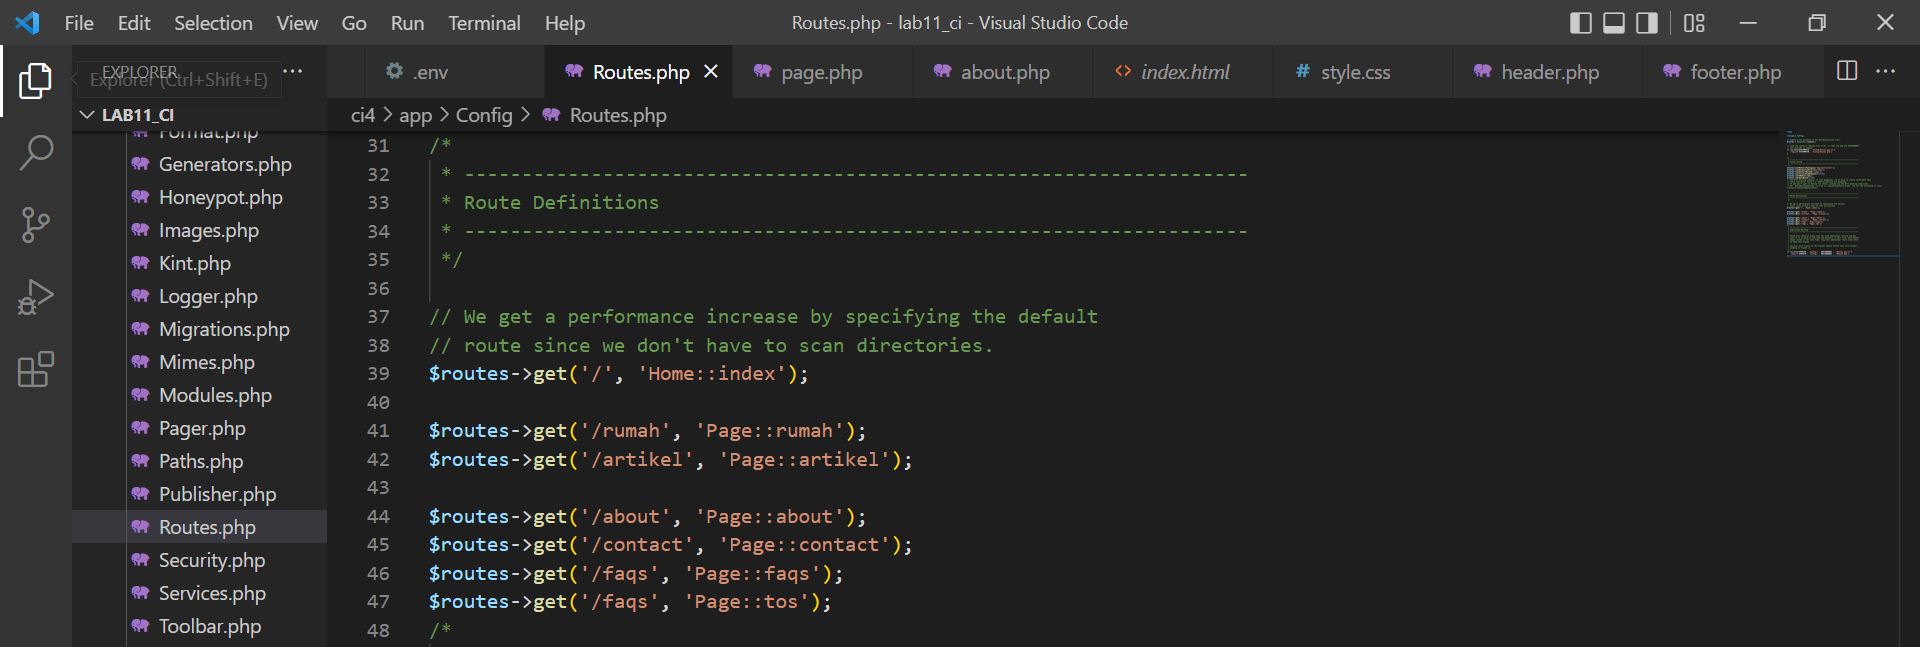 File Edit Selection View Go Run Terminal Help
Routes.php - lab11_ci - Visual Studio Code
EXPLORER
Explorer (Ctrl+Shift+E)
LAB11_CI
Format.php
Generators.php
Honeypot.php
Images.php
Kint.php
Logger.php
Migrations.php
Mimes.php
Modules.php
Pager.php
Paths.php
Publisher.php
Routes.php
Security.php
Services.php
Toolbar.php
.env Routes.php page.php about.php index.html style.css header.php footer.php
ci4 > app > Config > Routes.php
31 /*
32 * --------------------------------------------------------------------
33 * Route Definitions
34 * --------------------------------------------------------------------
35 */
36
37 // We get a performance increase by specifying the default
38 // route since we don't have to scan directories.
39 $routes->get('/', 'Home::index');
40
41 $routes->get('/rumah', 'Page::rumah');
42 $routes->get('/artikel', 'Page::artikel');
43
44 $routes->get('/about', 'Page::about');
45 $routes->get('/contact', 'Page::contact');
46 $routes->get('/faqs', 'Page::faqs');
47 $routes->get('/faqs', 'Page::tos');
48 /*